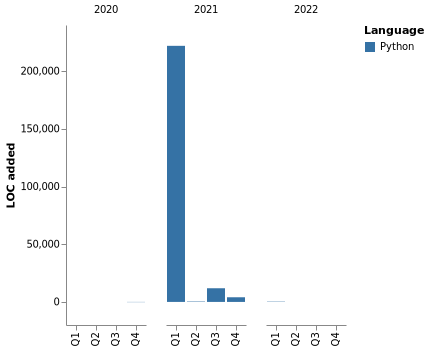 2020 2021 2022
Language
Python
LOC added
200,000
150,000
100,000
50,000
0
Q1 Q2 Q3 Q4 Q1 Q2 Q3 Q4 Q1 Q2 Q3 Q4